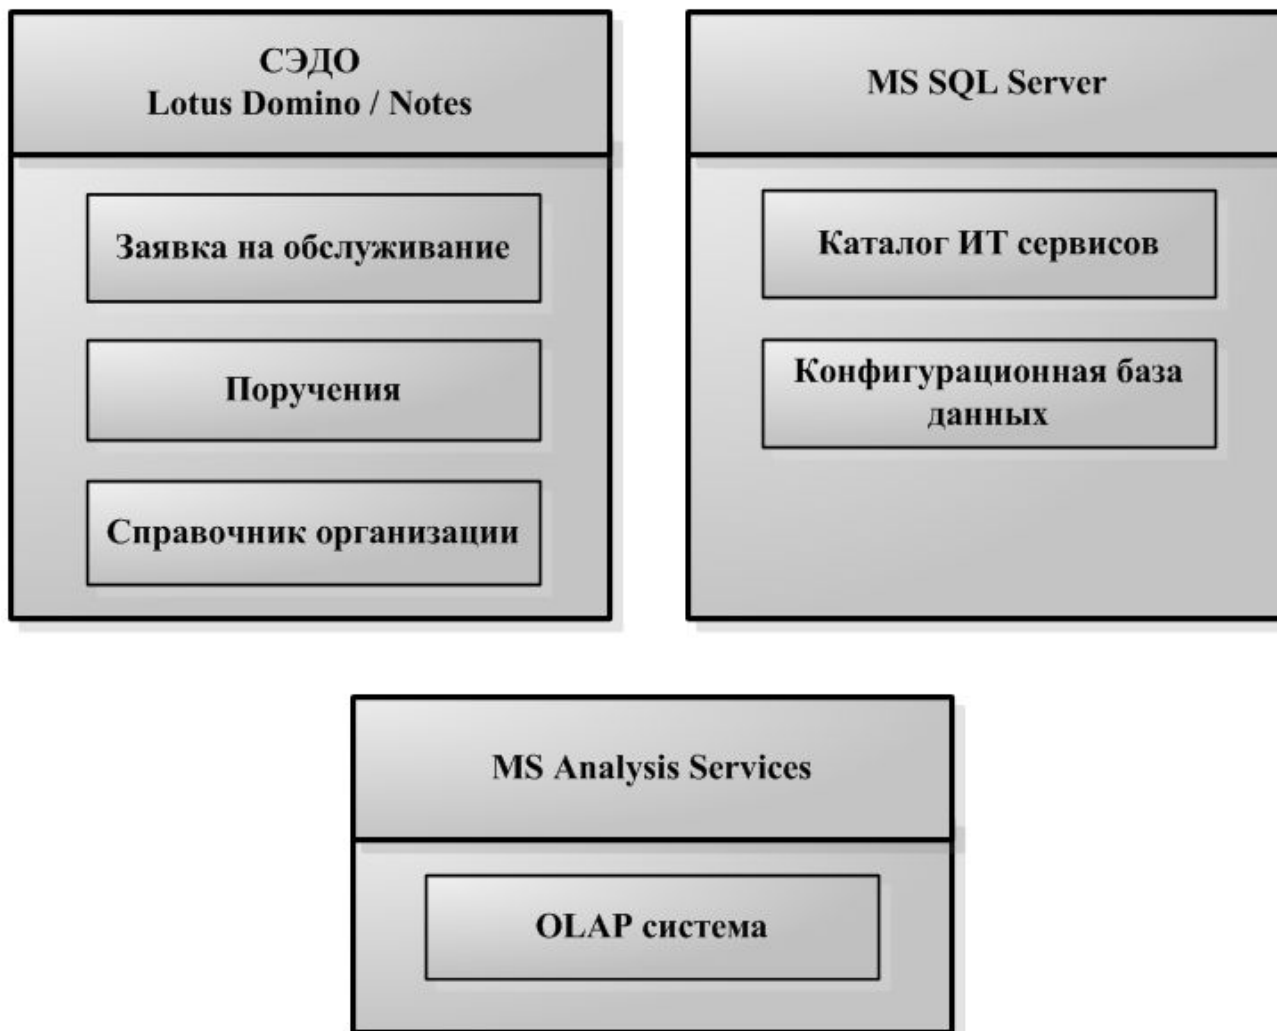 СЭДО
Lotus Domino / Notes
Заявка на обслуживание
Поручения
Справочник организации
MS SQL Server
Каталог ИТ сервисов
Конфигурационная база
данных
MS Analysis Services
OLAP система